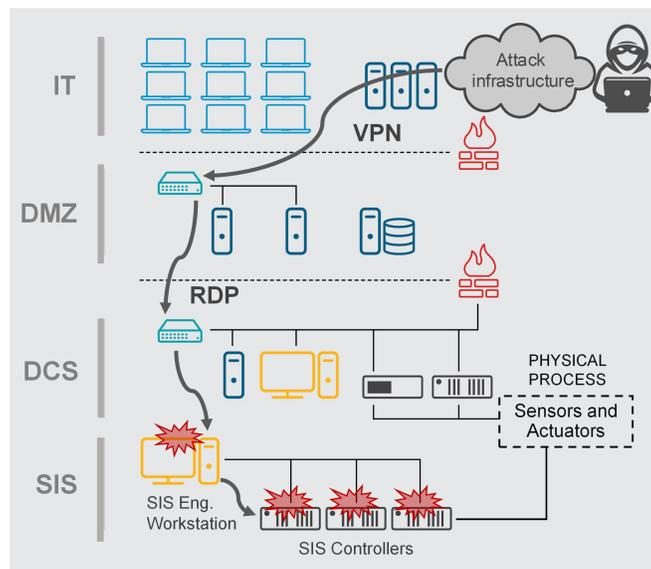 IT
Attack
infrastructure
VPN
DMZ
RDP
DCS
PHYSICAL
PROCESS
Sensors and
Actuators
SIS
SIS Eng.
Workstation
SIS Controllers